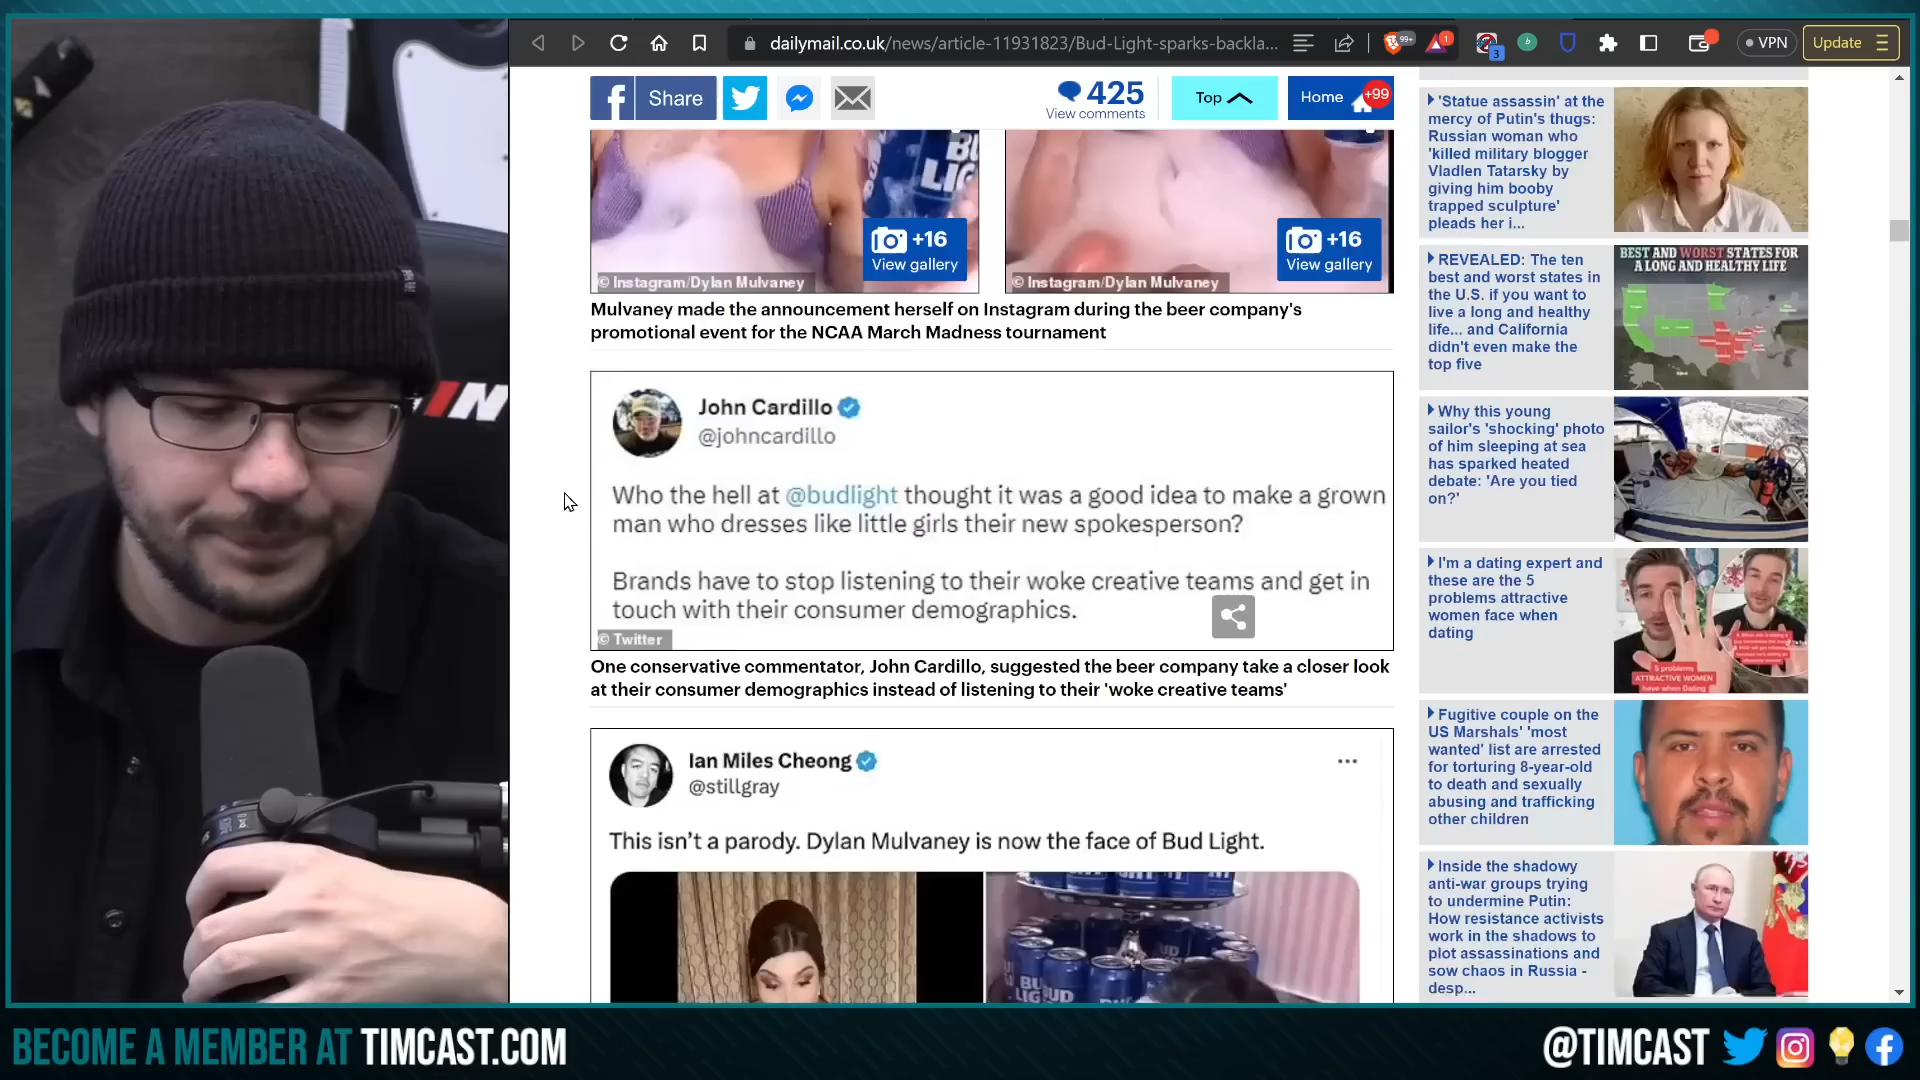 dailymail.co.uk/news/article-11931823/Bud-Light-sparks-backla...
99+
1
3
b
VPN
Update
f Share
425
View comments
Top
Home
+99
BU
LIG
+16
View gallery
+16
View gallery
© Instagram/Dylan Mulvaney
© Instagram/Dylan Mulvaney
Mulvaney made the announcement herself on Instagram during the beer company's
promotional event for the NCAA March Madness tournament
John Cardillo
@johncardillo
Who the hell at @budlight thought it was a good idea to make a grown
man who dresses like little girls their new spokesperson?
Brands have to stop listening to their woke creative teams and get in
touch with their consumer demographics.
© Twitter
One conservative commentator, John Cardillo, suggested the beer company take a closer look
at their consumer demographics instead of listening to their 'woke creative teams'
Ian Miles Cheong
@stillgray
This isn't a parody. Dylan Mulvaney is now the face of Bud Light.
'Statue assassin' at the
mercy of Putin's thugs:
Russian woman who
'killed military blogger
Vladlen Tatarsky by
giving him booby
trapped sculpture'
pleads her i...
REVEALED: The ten
best and worst states in
the U.S. if you want to
live a long and healthy
life... and California
didn't even make the
top five
BEST AND WORST STATES FOR
A LONG AND HEALTHY LIFE
Why this young
sailor's 'shocking' photo
of him sleeping at sea
has sparked heated
debate: 'Are you tied
on?'
I'm a dating expert and
these are the 5
problems attractive
women face when
dating
5 problems
ATTRACTIVE WOMEN
have when Dating
Fugitive couple on the
US Marshals' 'most
wanted' list are arrested
for torturing 8-year-old
to death and sexually
abusing and trafficking
other children
Inside the shadowy
anti-war groups trying
to undermine Putin:
How resistance activists
work in the shadows to
plot assassinations and
sow chaos in Russia -
desp...
BECOME A MEMBER AT TIMCAST.COM
@TIMCAST